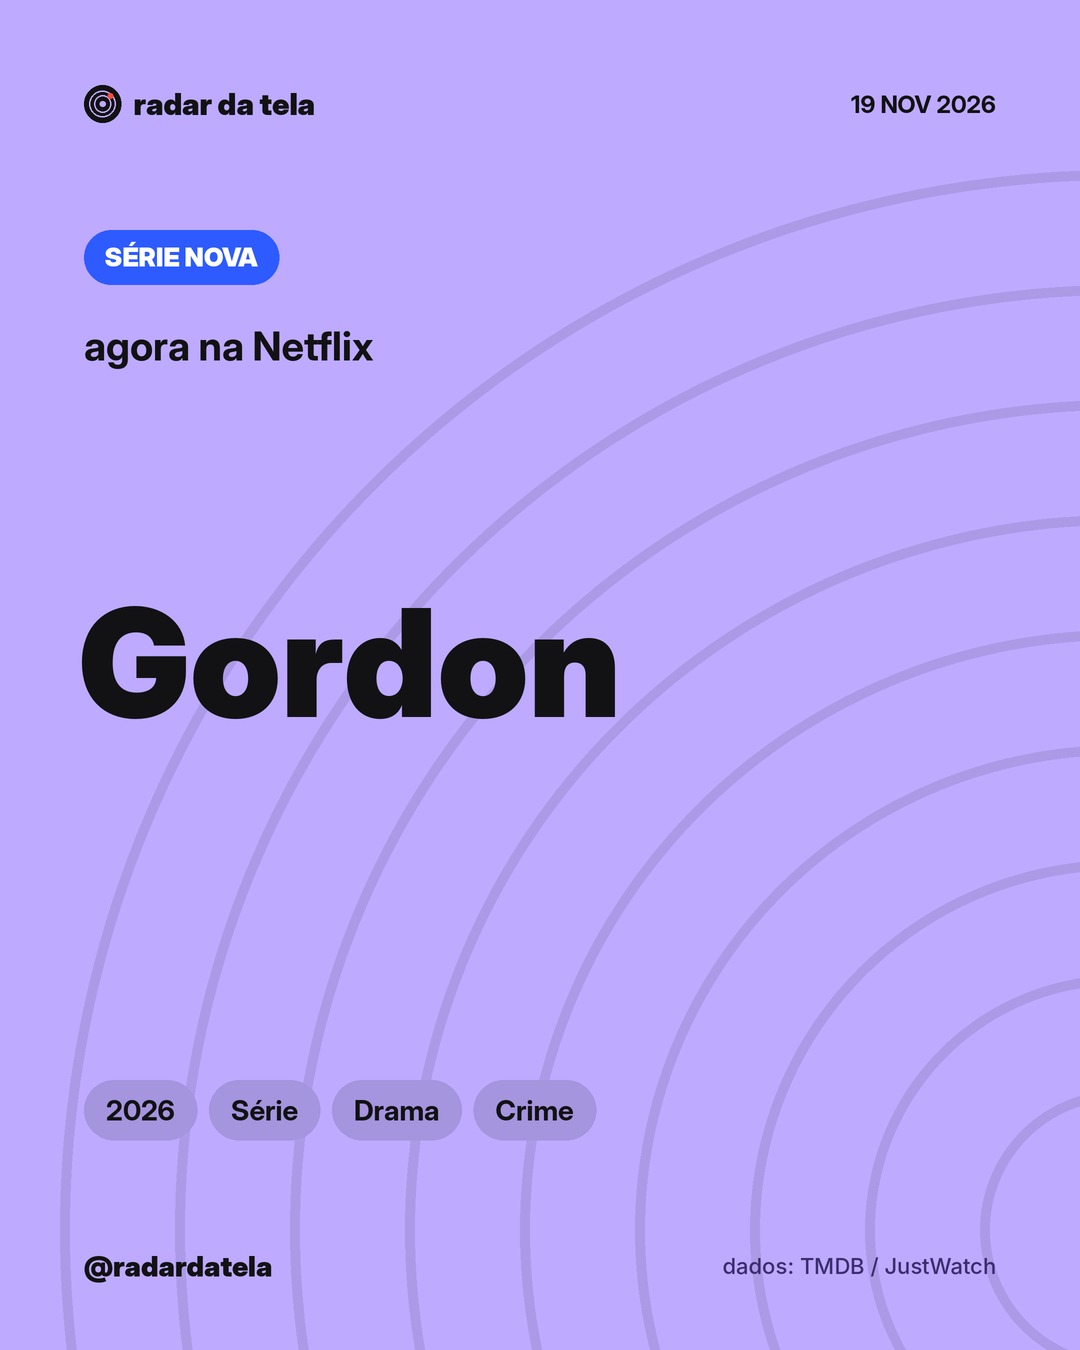 radar da tela
19 NOV 2026
SÉRIE NOVA
agora na Netflix
Gordon
2026
Série
Drama
Crime
@radardatela
dados: TMDB / JustWatch